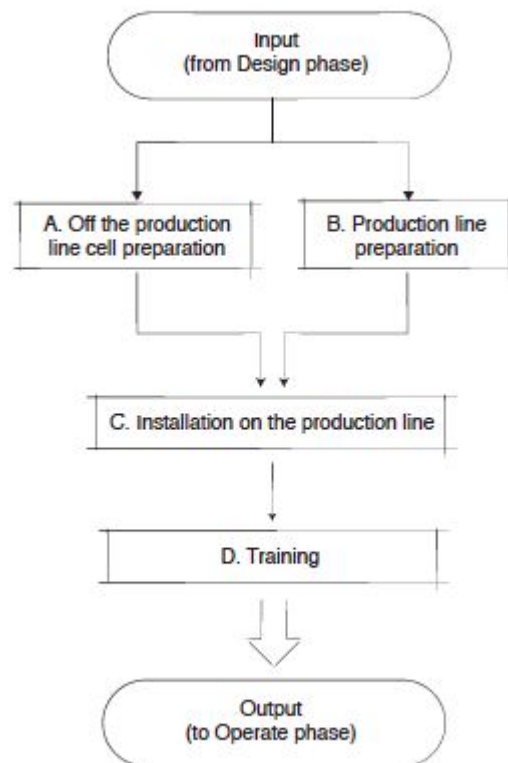 Input
(from Design phase)
A. Off the production
line cell preparation
B. Production line
preparation
C. Installation on the production line
D. Training
Output
(to Operate phase)